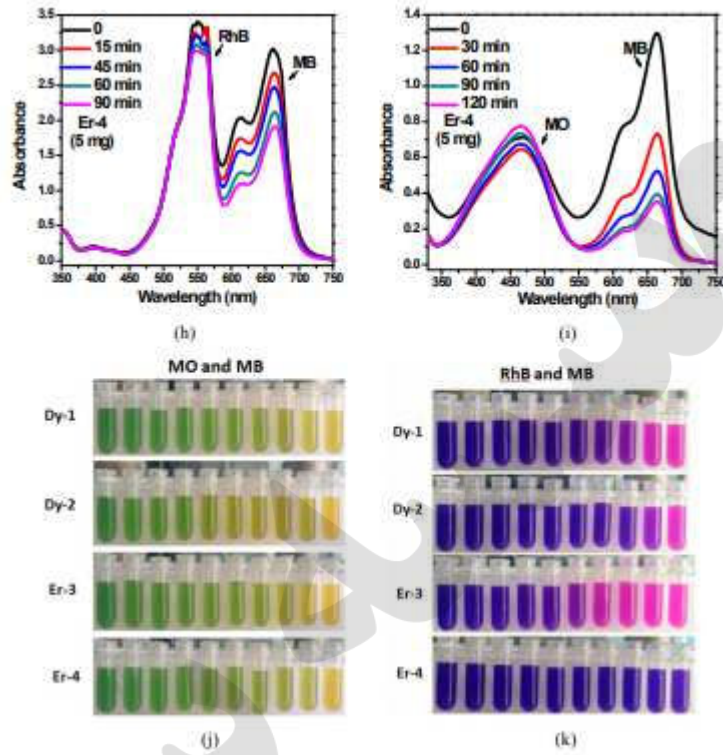 3.5
3.0
2.5
2.0
1.5
1.0
0.5
0.0
Absorbance
0
15 min
45 min
60 min
90 min
Er-4
(5 mg)
RhB
MB
350 400 450 500 550 600 650 700 750
Wavelength (nm)
(h)
1.4
1.2
1.0
0.8
0.6
0.4
0.2
0.0
Absorbance
0
30 min
60 min
90 min
120 min
Er-4
(5 mg)
MO
MB
350 400 450 500 550 600 650 700 750
Wavelength (nm)
(i)
MO and MB
Dy-1
Dy-2
Er-3
Er-4
(j)
RhB and MB
Dy-1
Dy-2
Er-3
Er-4
(k)